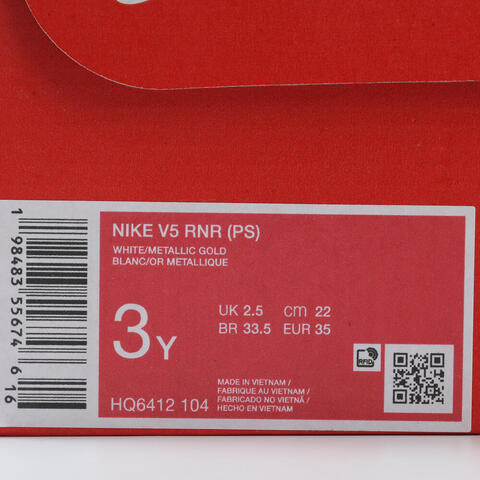 NIKE V5 RNR (PS)
WHITE/METALLIC GOLD
BLANC/OR METALLIQUE
3Y
UK 2.5 cm 22
BR 33.5 EUR 35
RFID
MADE IN VIETNAM /
FABRIQUE AU VIETNAM /
FABRICADO NO VIETNÃ /
HECHO EN VIETNAM
HQ6412 104
1 98483 55674 6 16